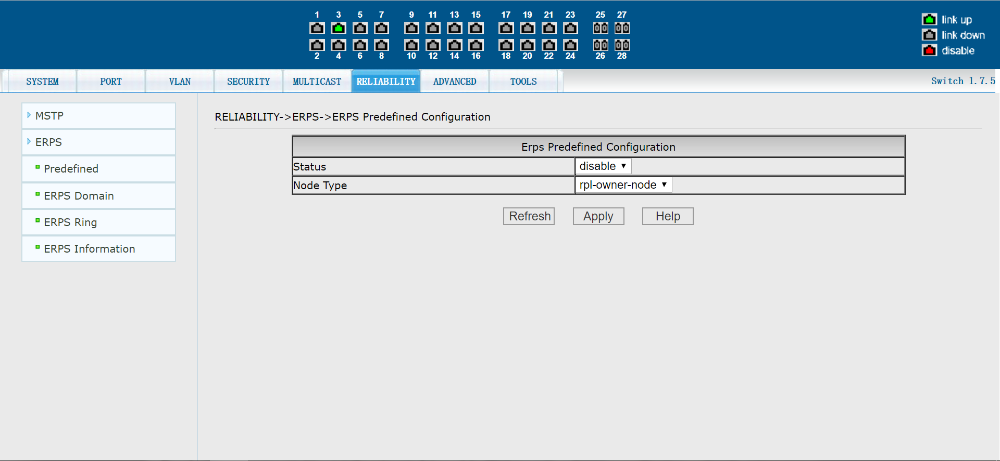 1 3 5 7 9 11 13 15 17 19 21 23 25 27
2 4 6 8 10 12 14 16 18 20 22 24 26 28
link up
link down
disable
SYSTEM PORT VLAN SECURITY MULTICAST RELIABILITY ADVANCED TOOLS Switch 1.7.5
MSTP
ERPS
Predefined
ERPS Domain
ERPS Ring
ERPS Information
RELIABILITY->ERPS->ERPS Predefined Configuration
Erps Predefined Configuration
Status disable
Node Type rpl-owner-node
Refresh Apply Help